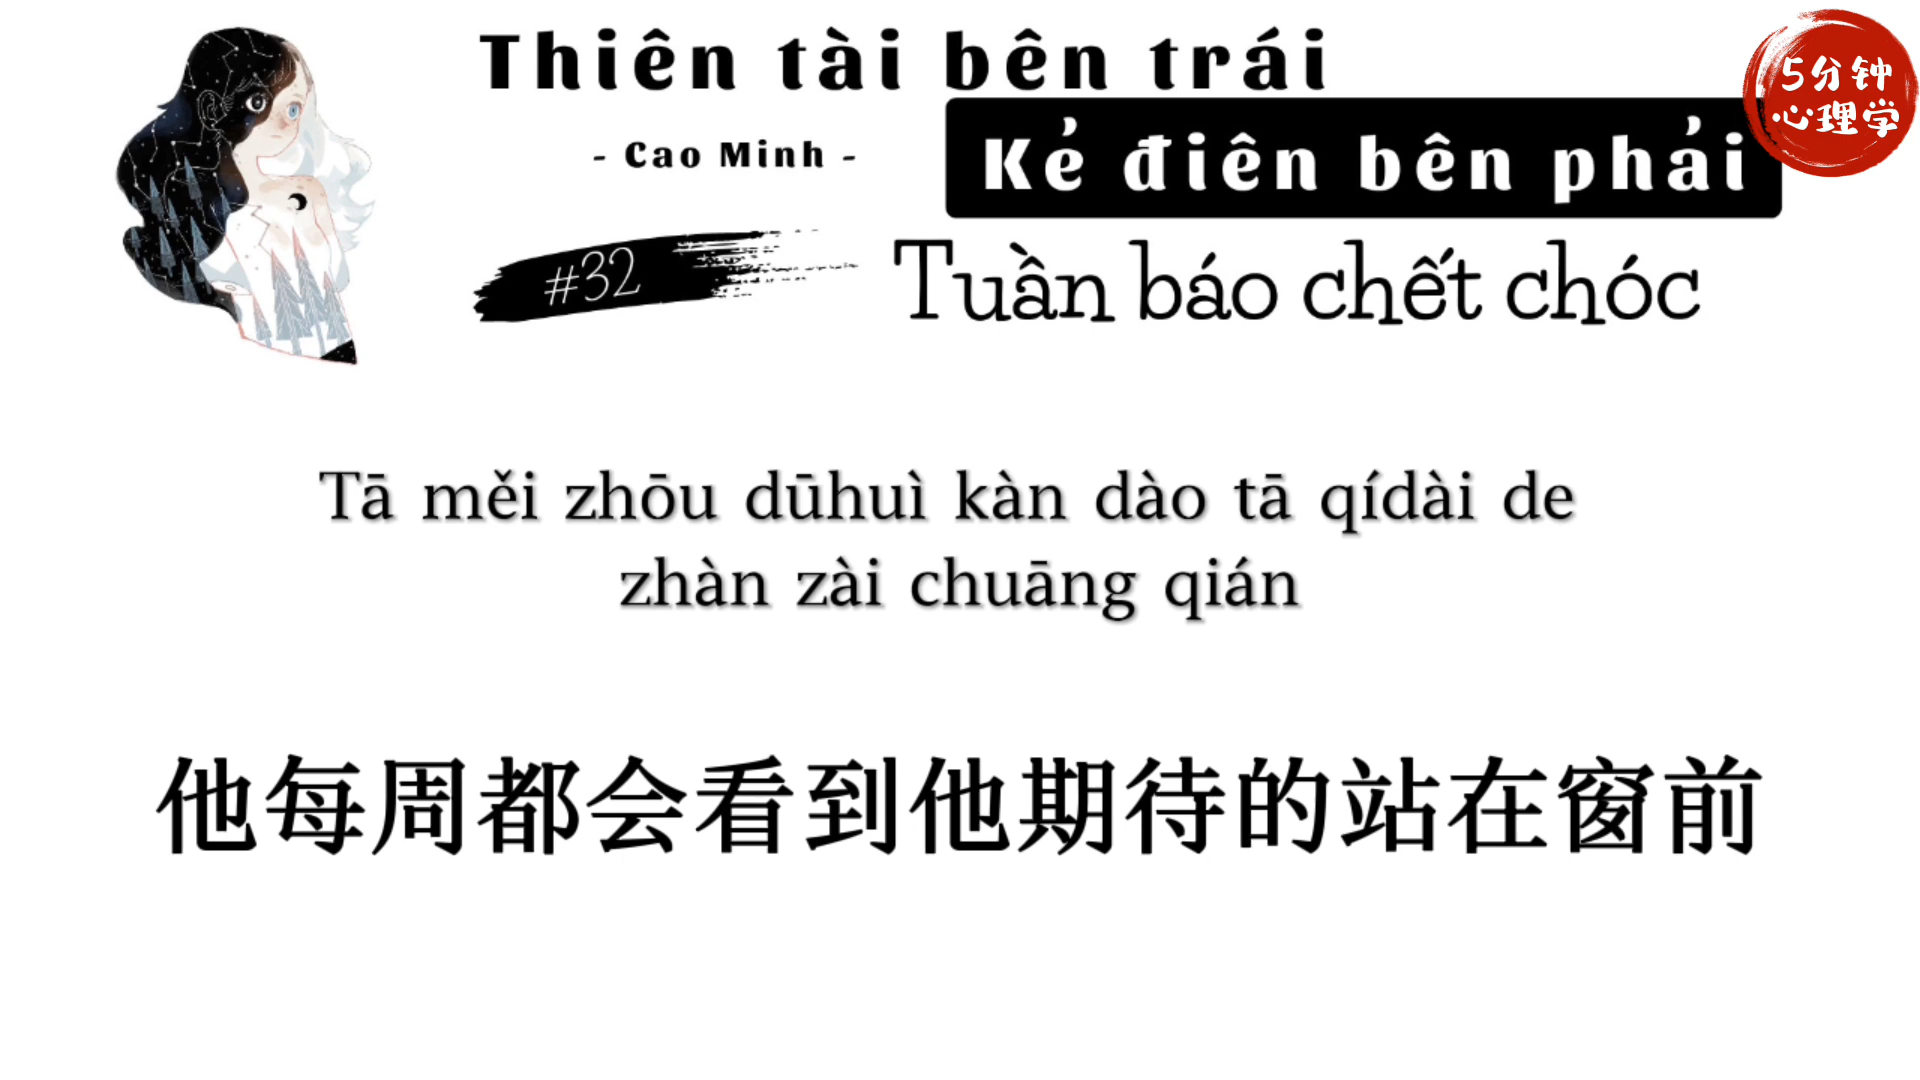 Thiên tài bên trái
5分钟
心理学
- Cao Minh -
Kẻ điên bên phải
#32
Tuần báo chết chóc
Tā měi zhōu dūhuì kàn dào tā qídài de
zhàn zài chuāng qián
他每周都会看到他期待的站在窗前